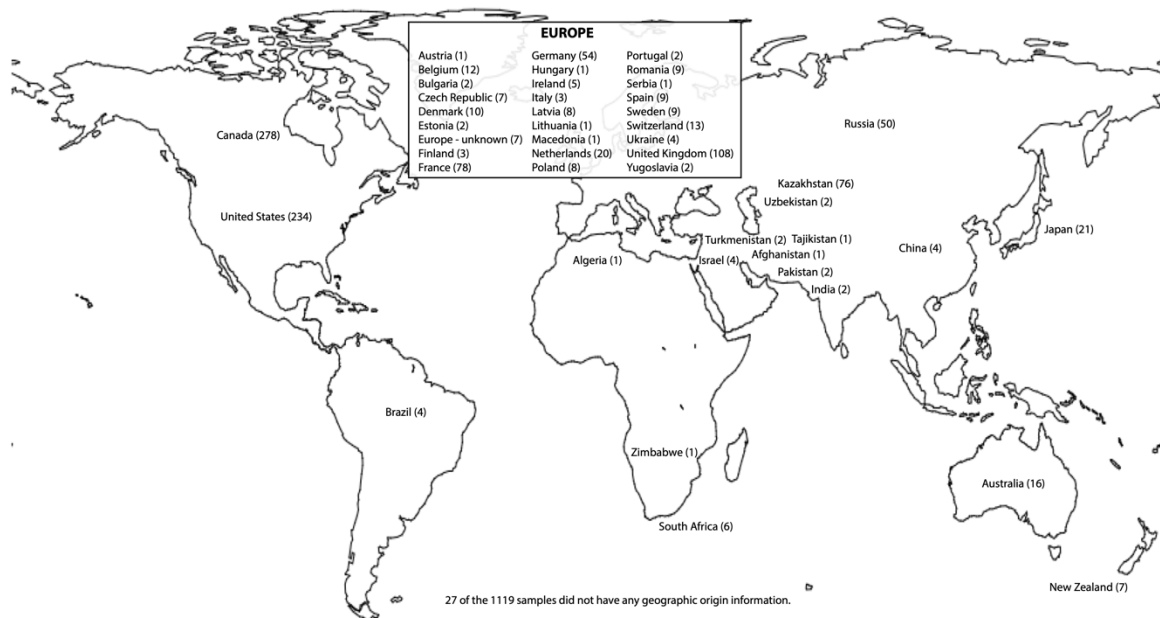 EUROPE
Austria (1)
Belgium (12)
Bulgaria (2)
Czech Republic (7)
Denmark (10)
Estonia (2)
Europe - unknown (7)
Finland (3)
France (78)
Germany (54)
Hungary (1)
Ireland (5)
Italy (3)
Latvia (8)
Lithuania (1)
Macedonia (1)
Netherlands (20)
Poland (8)
Portugal (2)
Romania (9)
Serbia (1)
Spain (9)
Sweden (9)
Switzerland (13)
Ukraine (4)
United Kingdom (108)
Yugoslavia (2)
Canada (278)
United States (234)
Russia (50)
Kazakhstan (76)
Uzbekistan (2)
Turkmenistan (2)
Tajikistan (1)
Afghanistan (1)
Algeria (1)
Israel (4)
Pakistan (2)
India (2)
China (4)
Japan (21)
Brazil (4)
Zimbabwe (1)
South Africa (6)
Australia (16)
New Zealand (7)
27 of the 1119 samples did not have any geographic origin information.